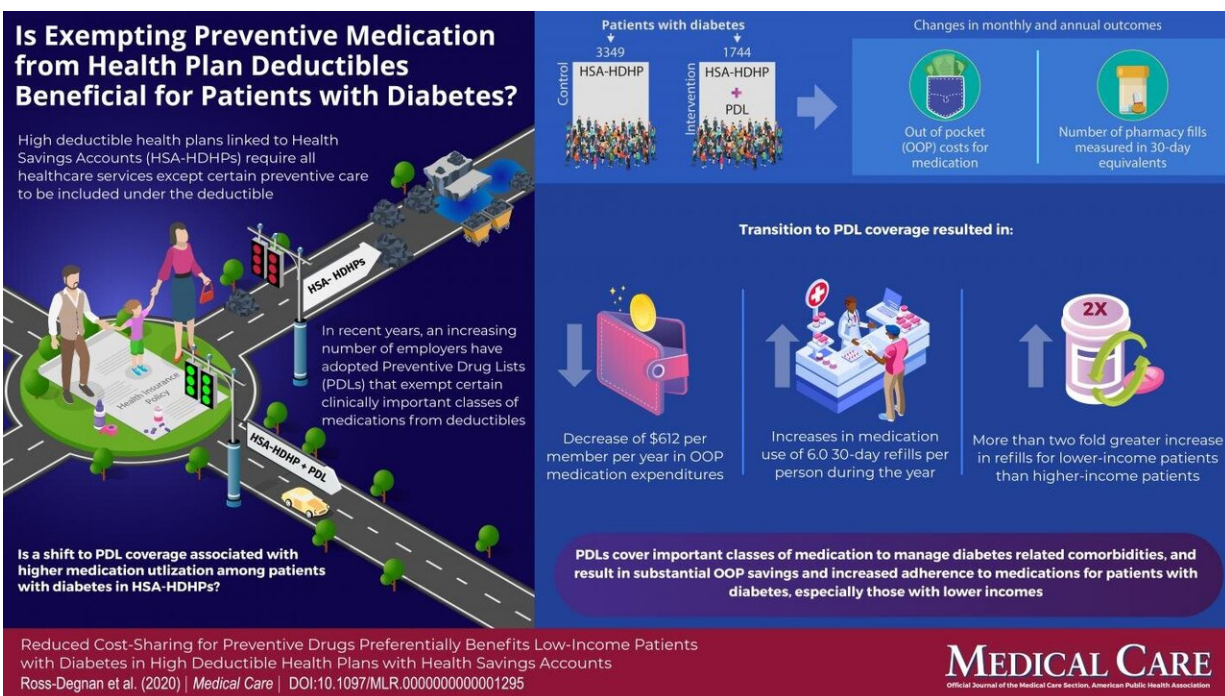 Is Exempting Preventive Medication
from Health Plan Deductibles
Beneficial for Patients with Diabetes?
High deductible health plans linked to Health
Savings Accounts (HSA-HDHPs) require all
healthcare services except certain preventive care
to be included under the deductible
HSA- HDHPs
In recent years, an increasing
number of employers have
adopted Preventive Drug Lists
(PDLs) that exempt certain
clinically important classes of
medications from deductibles
Health Insurance
Policy
HSA-HDHP + PDL
Is a shift to PDL coverage associated with
higher medication utlization among patients
with diabetes in HSA-HDHPs?
Patients with diabetes
3349
1744
Control
HSA-HDHP
Intervention
HSA-HDHP
+
PDL
Changes in monthly and annual outcomes
Out of pocket
(OOP) costs for
medication
Number of pharmacy fills
measured in 30-day
equivalents
Transition to PDL coverage resulted in:
Decrease of $612 per
member per year in OOP
medication expenditures
Increases in medication
use of 6.0 30-day refills per
person during the year
2X
More than two fold greater increase
in refills for lower-income patients
than higher-income patients
PDLs cover important classes of medication to manage diabetes related comorbidities, and
result in substantial OOP savings and increased adherence to medications for patients with
diabetes, especially those with lower incomes
Reduced Cost-Sharing for Preventive Drugs Preferentially Benefits Low-Income Patients
with Diabetes in High Deductible Health Plans with Health Savings Accounts
Ross-Degnan et al. (2020) | Medical Care | DOI:10.1097/MLR.0000000000001295
MEDICAL CARE
Official Journal of the Medical Care Section, American Public Health Association